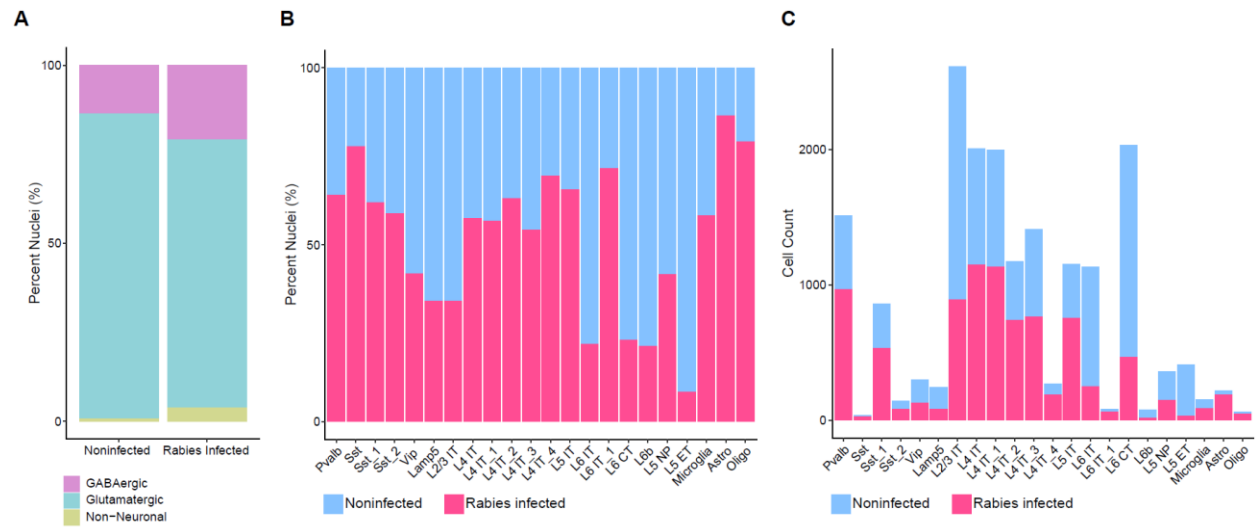 A
B
C
Percent Nuclei (%)
100
50
0
Noninfected
Rabies Infected
GABAergic
Glutamatergic
Non-Neuronal
Percent Nuclei (%)
100
50
0
Pvalb
Sst
Sst_1
Sst_2
Vip
Lamp5
L2/3 IT
L4 IT
L4 IT_1
L4 IT_2
L4 IT_3
L4 IT_4
L5 IT
L6 IT
L6 IT_1
L6 CT
L6b
L5 NP
L5 ET
Microglia
Astro
Oligo
Noninfected
Rabies infected
Cell Count
2000
1000
0
Pvalb
Sst
Sst_1
Sst_2
Vip
Lamp5
L2/3 IT
L4 IT
L4 IT_1
L4 IT_2
L4 IT_3
L4 IT_4
L5 IT
L6 IT
L6 IT_1
L6 CT
L6b
L5 NP
L5 ET
Microglia
Astro
Oligo
Noninfected
Rabies infected